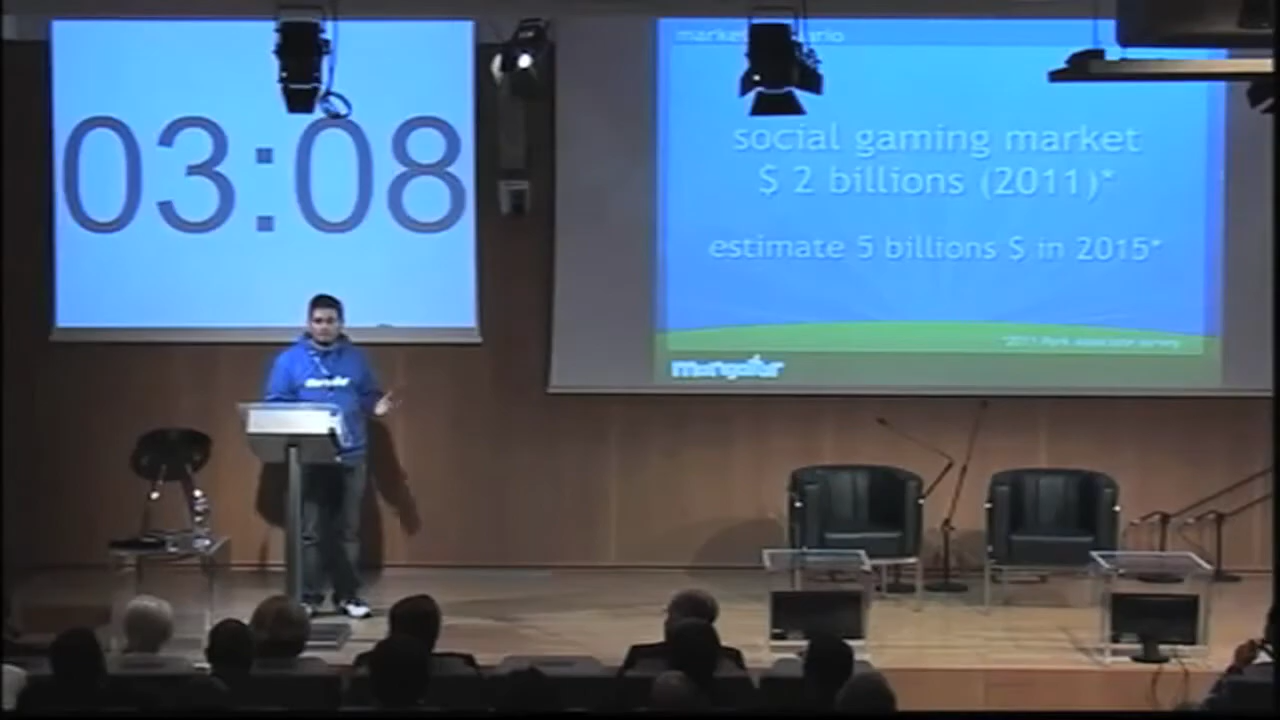 03:08
social gaming market
$ 2 billions (2011)*
estimate 5 billions $ in 2015*